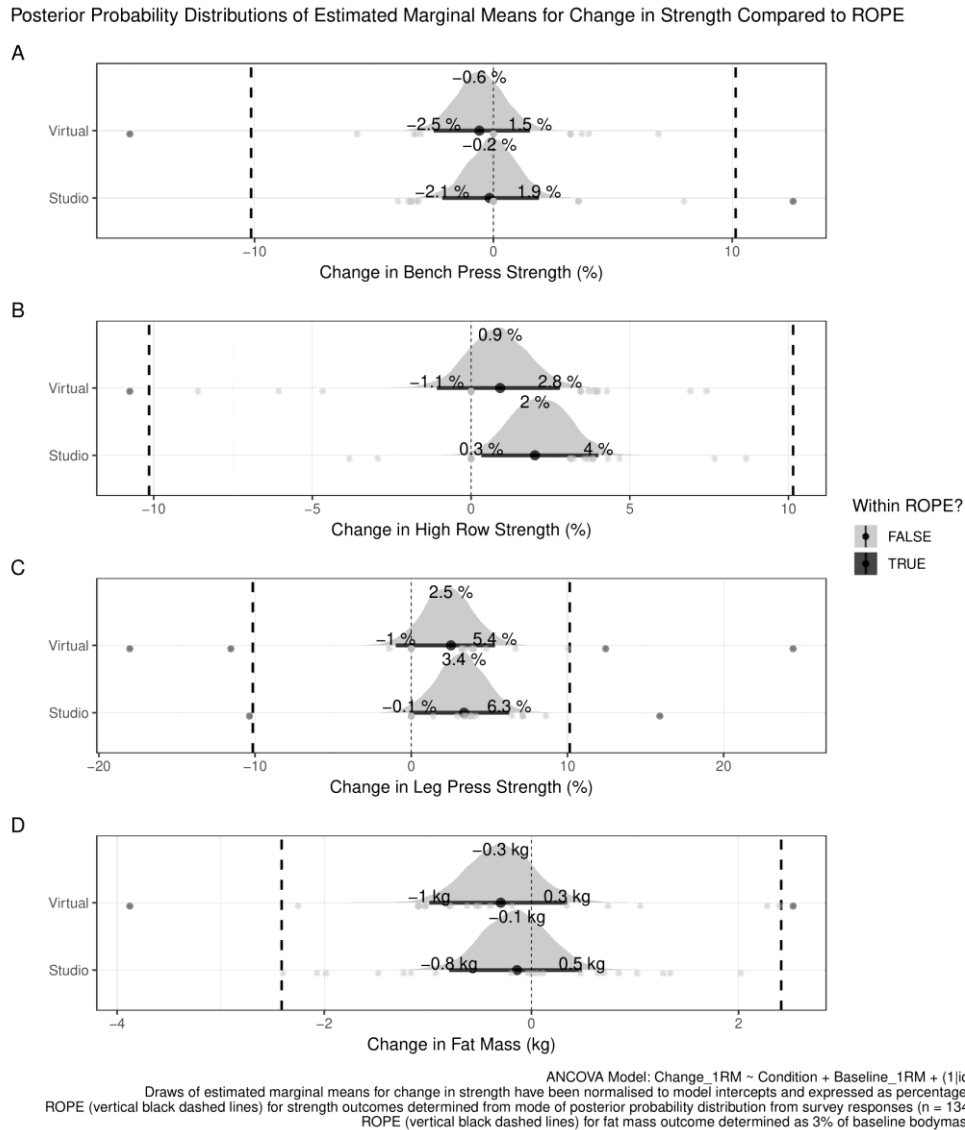 Posterior Probability Distributions of Estimated Marginal Means for Change in Strength Compared to ROPE
A
−0.6 %
Virtual
−2.5 %
1.5 %
−0.2 %
Studio
−2.1 %
1.9 %
−10
0
10
Change in Bench Press Strength (%)
B
0.9 %
Virtual
−1.1 %
2.8 %
2 %
Studio
0.3 %
4 %
−10
−5
0
5
10
Change in High Row Strength (%)
Within ROPE?
FALSE
TRUE
C
2.5 %
Virtual
−1 %
5.4 %
3.4 %
Studio
−0.1 %
6.3 %
−20
−10
0
10
20
Change in Leg Press Strength (%)
D
−0.3 kg
Virtual
−1 kg
0.3 kg
−0.1 kg
Studio
−0.8 kg
0.5 kg
−4
−2
0
2
Change in Fat Mass (kg)
ANCOVA Model: Change_1RM ~ Condition + Baseline_1RM + (1|id
Draws of estimated marginal means for change in strength have been normalised to model intercepts and expressed as percentage
ROPE (vertical black dashed lines) for strength outcomes determined from mode of posterior probability distribution from survey responses (n = 134
ROPE (vertical black dashed lines) for fat mass outcome determined as 3% of baseline bodymas